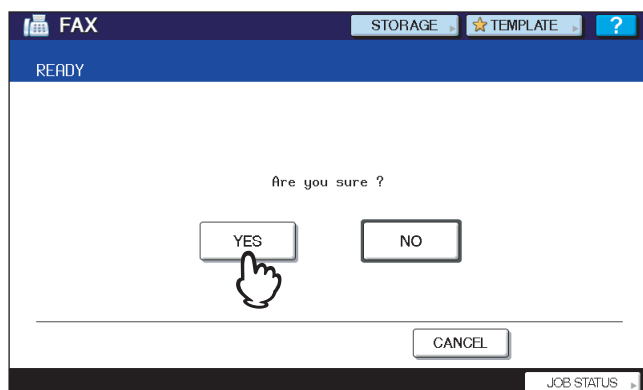 FAX STORAGE TEMPLATE ?
READY
Are you sure ?
YES NO
CANCEL
JOB STATUS